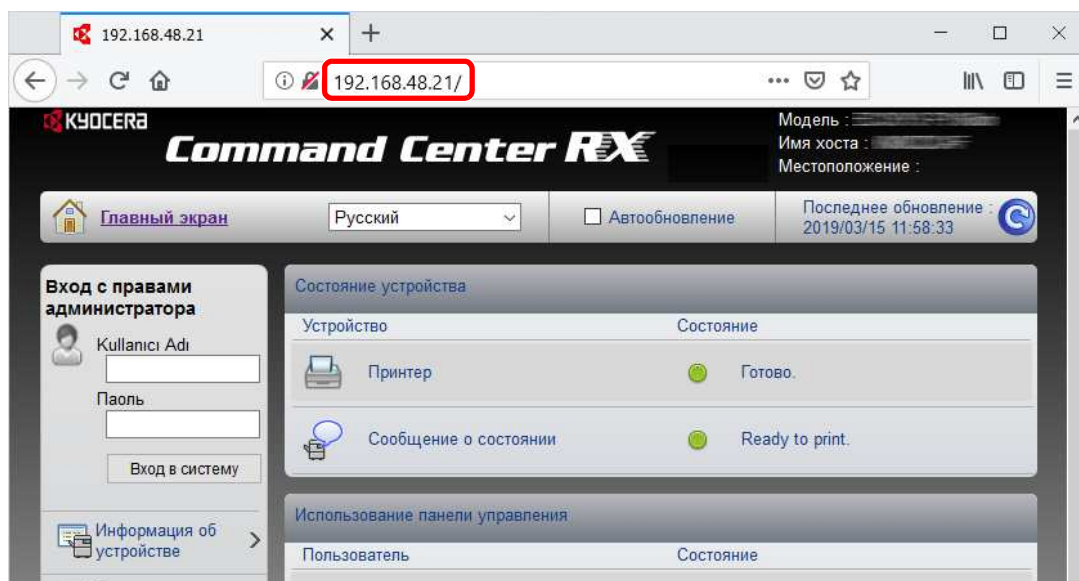 192.168.48.21
192.168.48.21/
KYOCERA
Command Center RX
Модель :
Имя хоста :
Местоположение :
Главный экран
Русский
Автообновление
Последнее обновление :
2019/03/15 11:58:33
Вход с правами
администратора
Kullanıcı Adı
Паоль
Вход в систему
Информация об
устройстве
Состояние устройства
Устройство Состояние
Принтер Готово.
Сообщение о состоянии Ready to print.
Использование панели управления
Пользователь Состояние